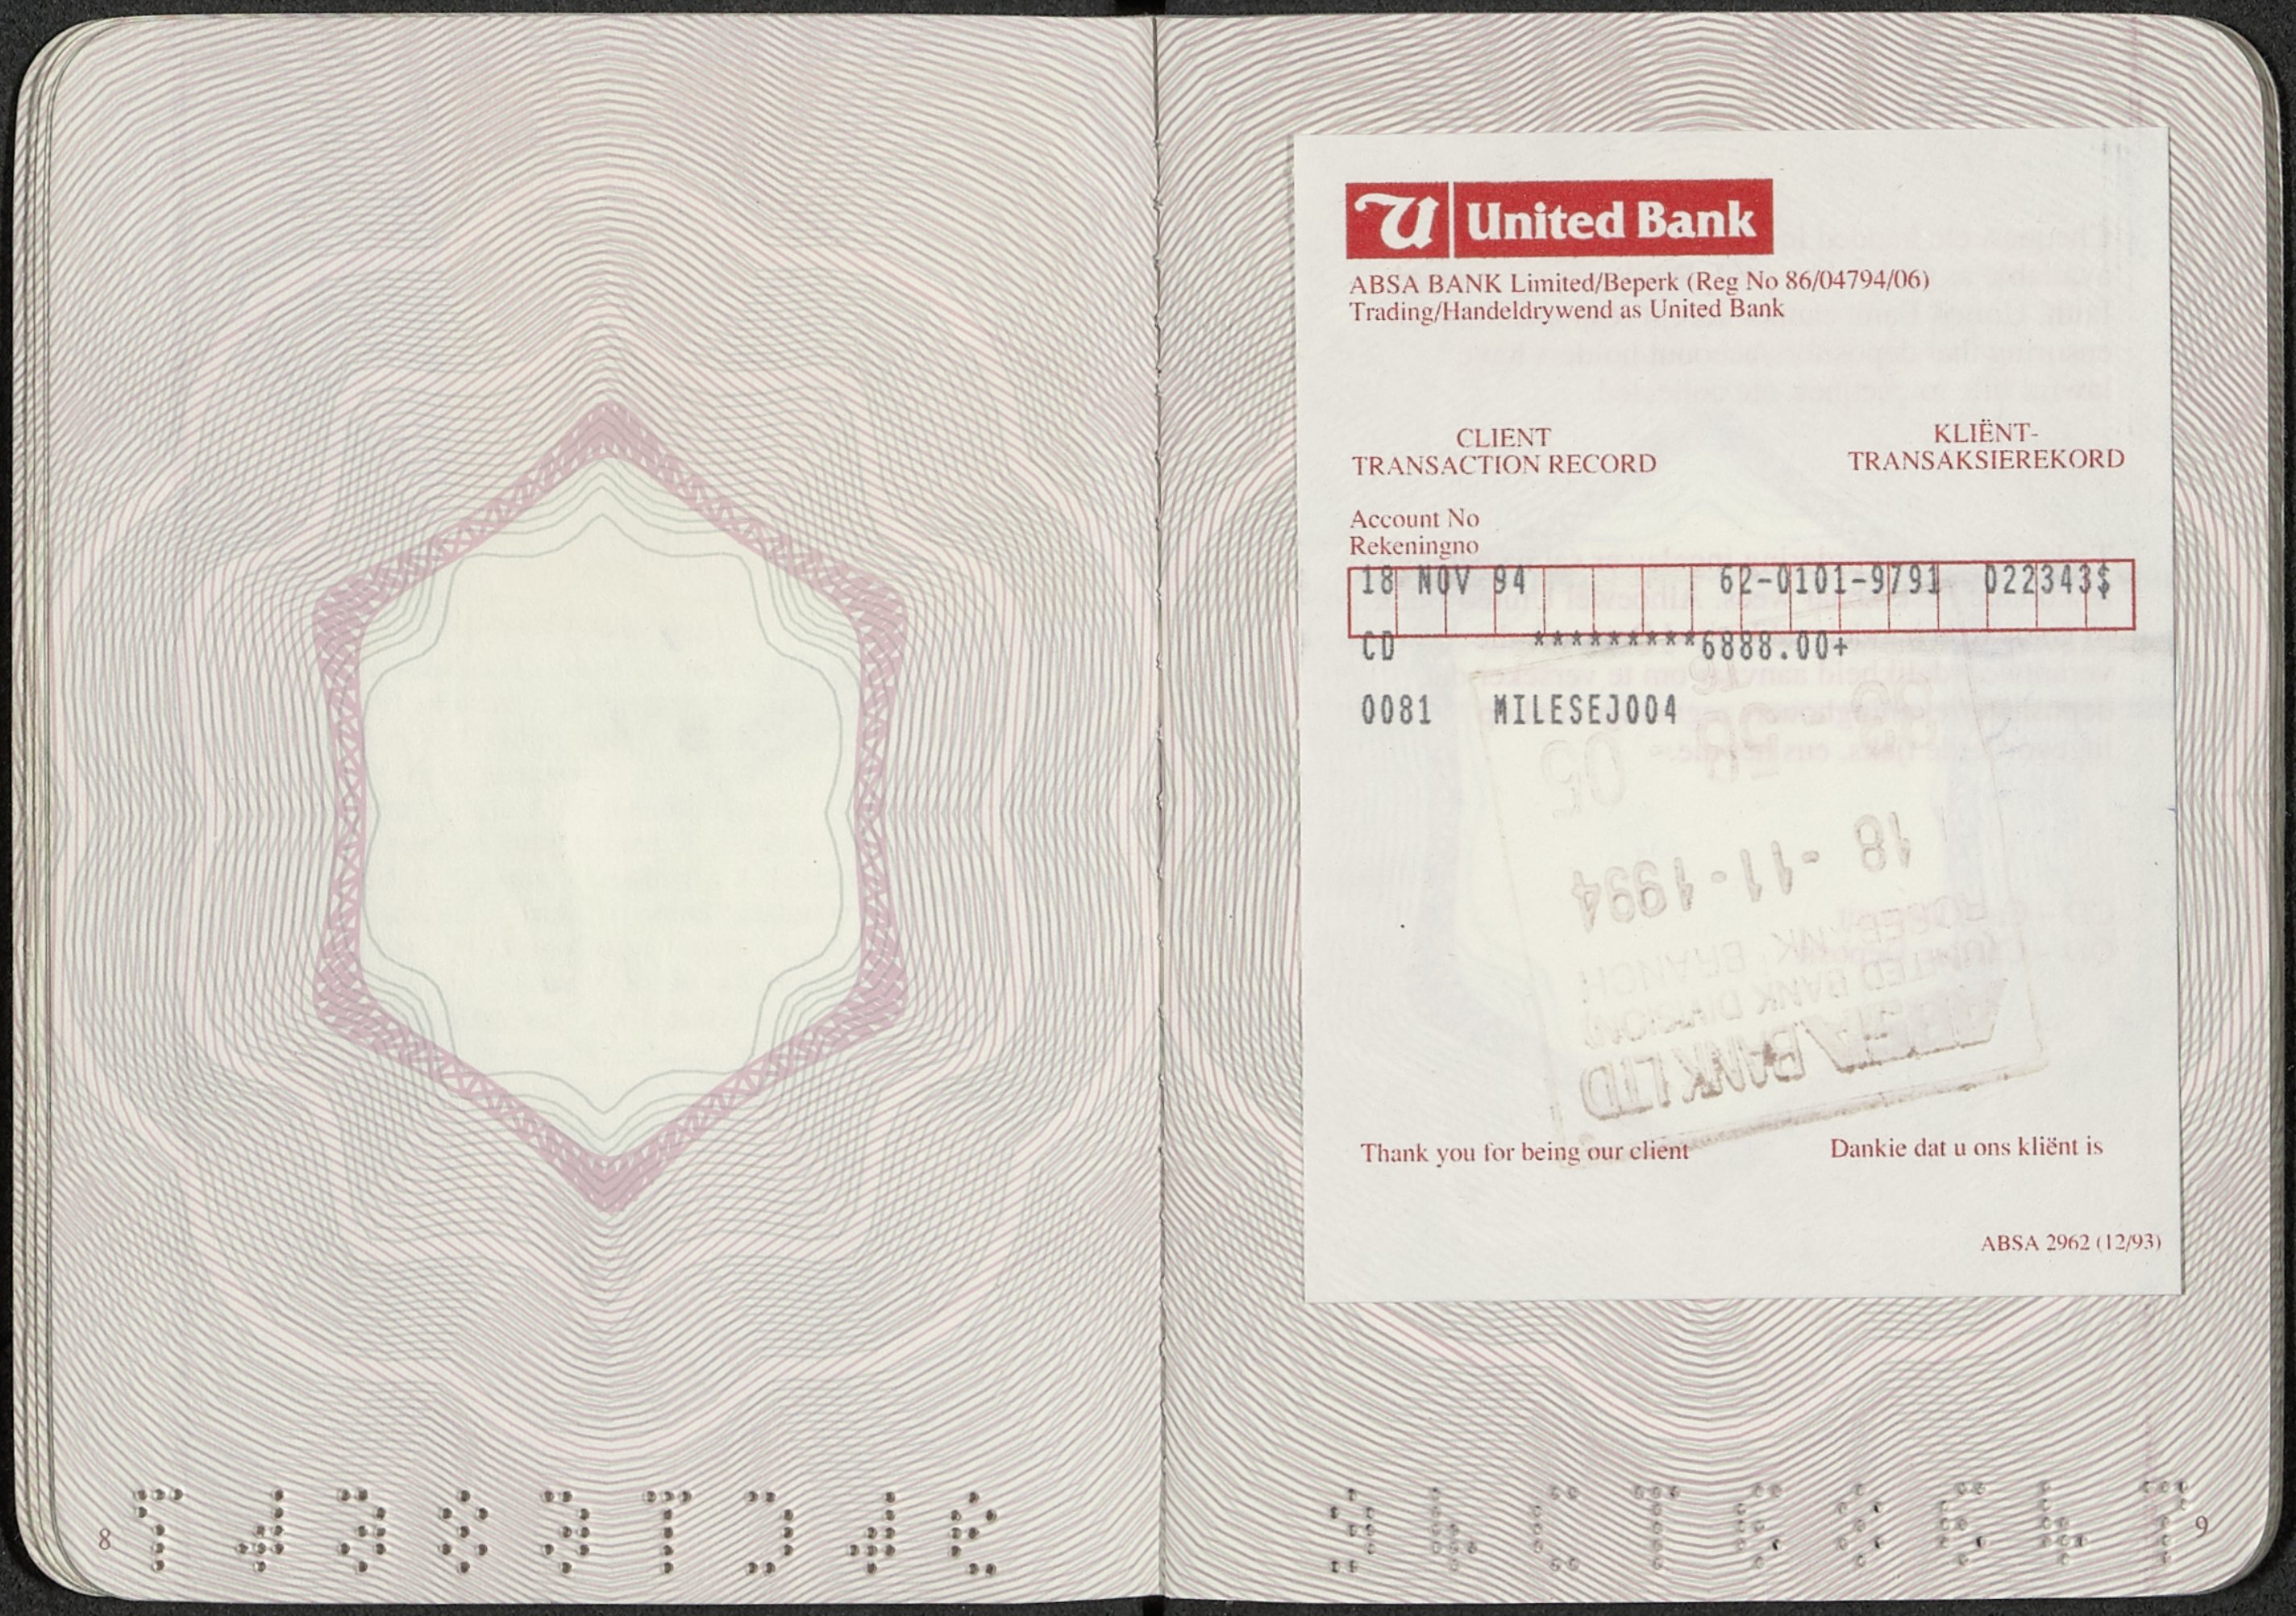 U United Bank
ABSA BANK Limited/Beperk (Reg No 86/04794/06)
Trading/Handeldrywend as United Bank
CLIENT
TRANSACTION RECORD
KLIËNT-
TRANSAKSIEREKORD
Account No
Rekeningno
18 NOV 94 62-0101-9791 022343$
CD *********6888.00+
0081 MILESEJ004
18-11-1994
BANK LTD
Thank you for being our client
Dankie dat u ons kliënt is
ABSA 2962 (12/93)
8
9